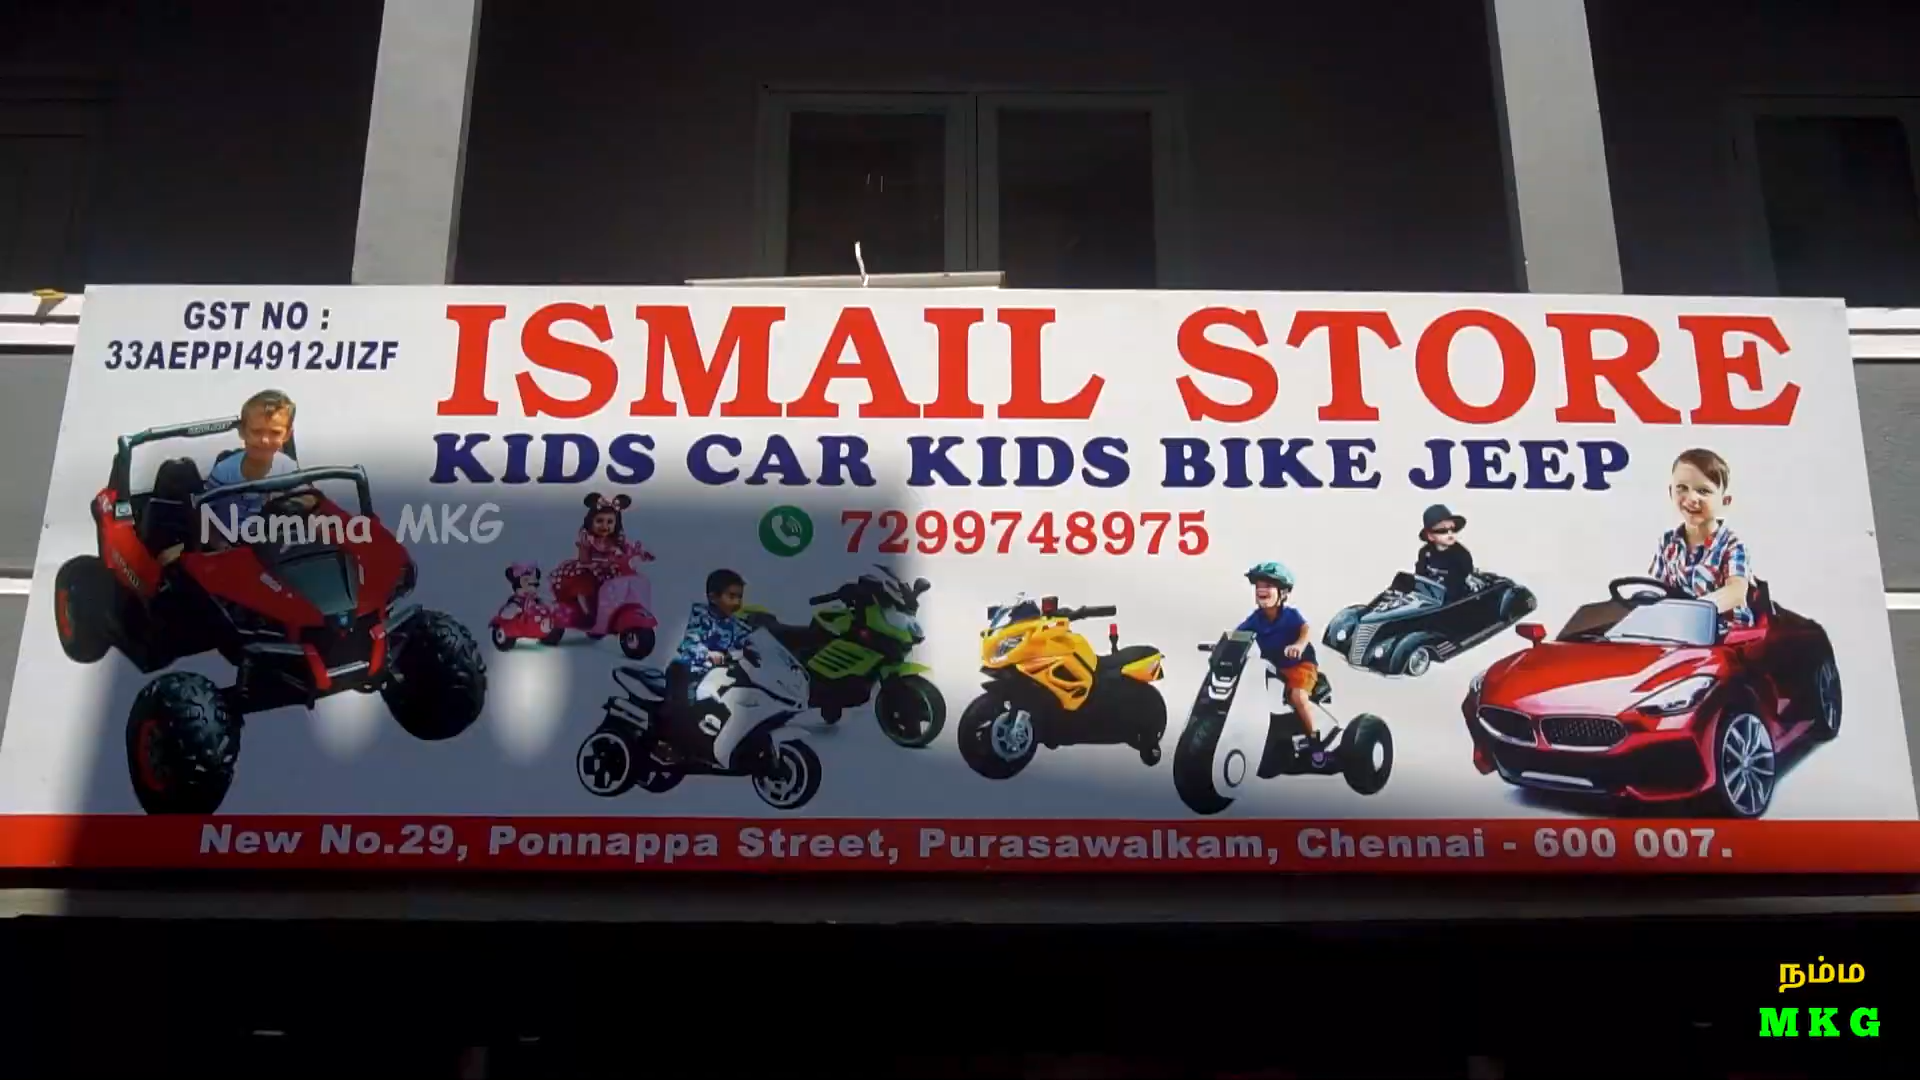 GST NO :
33AEPPI4912JIZF
ISMAIL STORE
KIDS CAR KIDS BIKE JEEP
7299748975
Namma MKG
New No.29, Ponnappa Street, Purasawalkam, Chennai - 600 007.
நம்ம
MKG